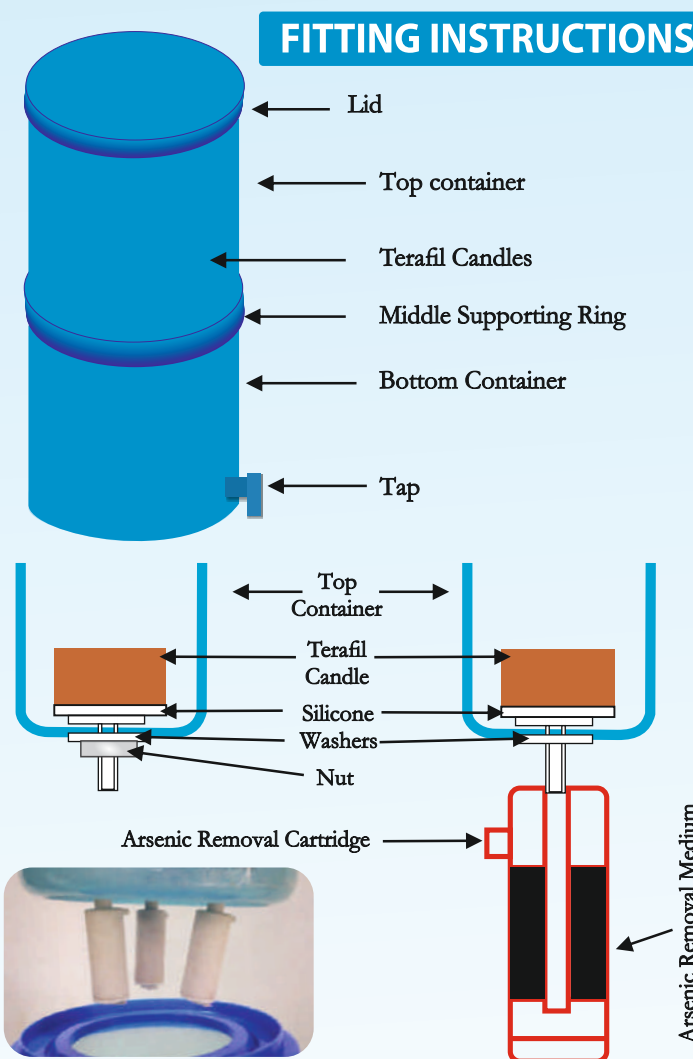 FITTING INSTRUCTIONS
Lid
Top container
Terafil Candles
Middle Supporting Ring
Bottom Container
Tap
Top
Container
Terafil
Candle
Silicone
Washers
Nut
Arsenic Removal Cartridge
Arsenic Removal Medium